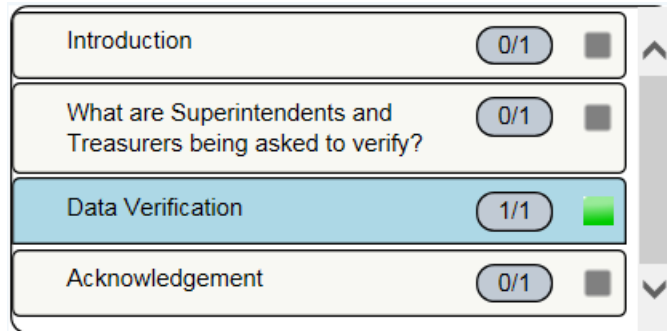 Introduction 0/1
What are Superintendents and 0/1
Treasurers being asked to verify?
Data Verification 1/1
Acknowledgement 0/1